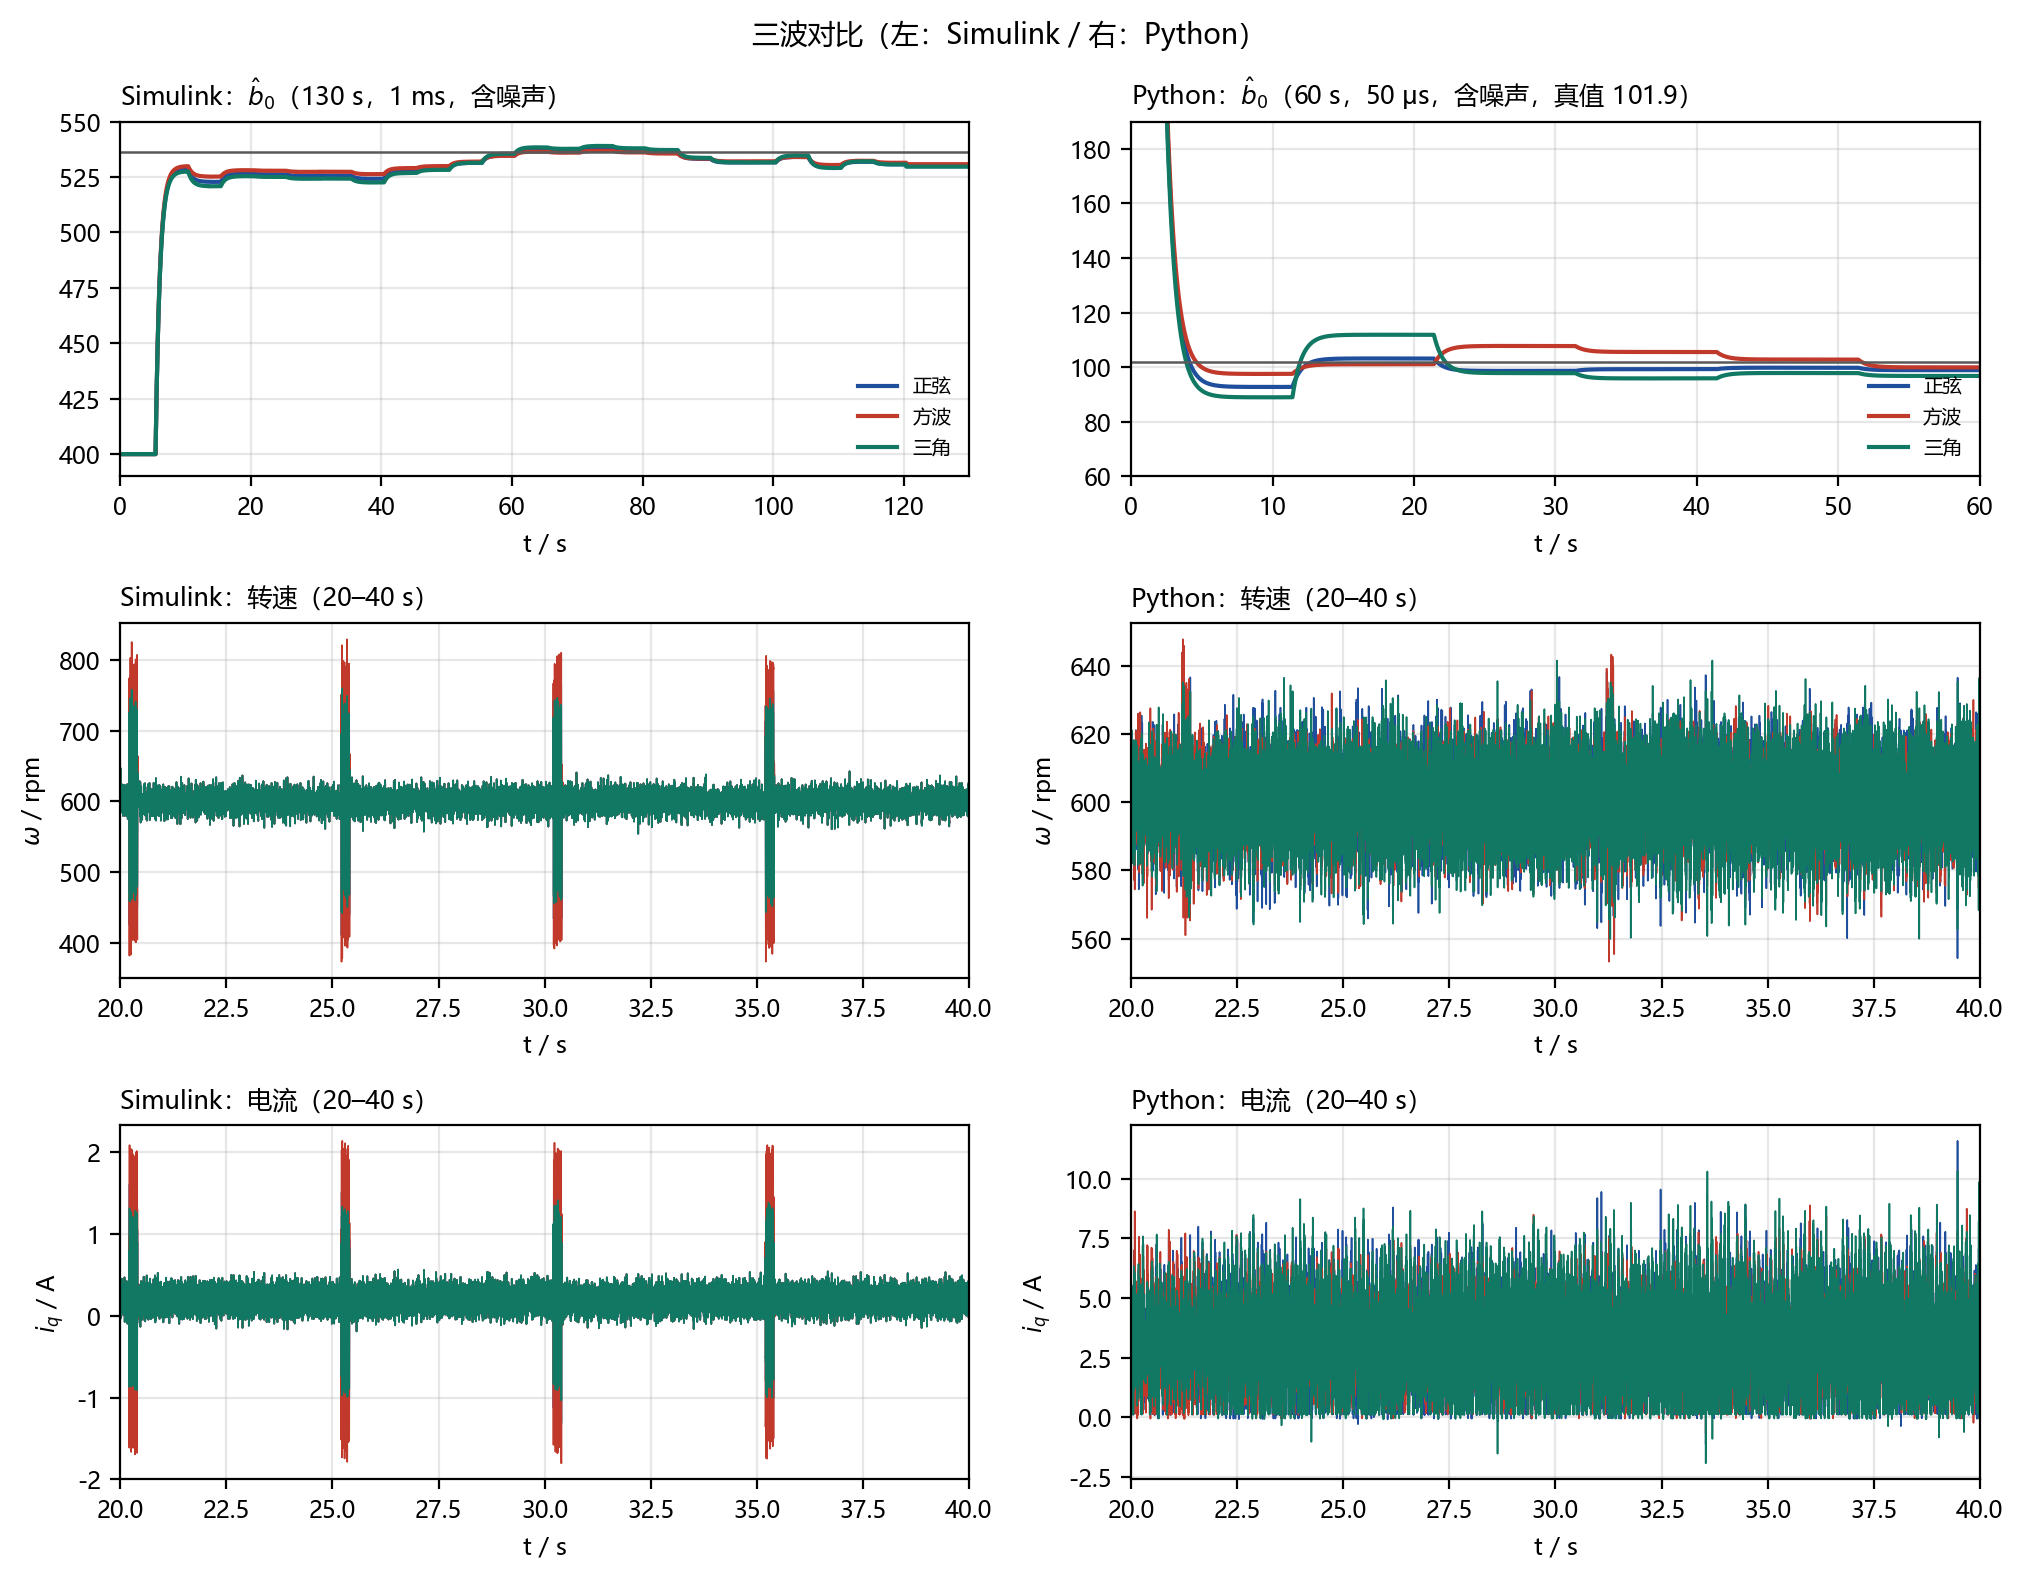 三波对比（左：Simulink / 右：Python）
Simulink：b̂₀（130 s，1 ms，含噪声）
550
525
500
475
450
425
400
正弦
方波
三角
0 20 40 60 80 100 120
t / s
Python：b̂₀（60 s，50 µs，含噪声，真值 101.9）
180
160
140
120
100
80
60
正弦
方波
三角
0 10 20 30 40 50 60
t / s
Simulink：转速（20–40 s）
ω / rpm
800
700
600
500
400
20.0 22.5 25.0 27.5 30.0 32.5 35.0 37.5 40.0
t / s
Python：转速（20–40 s）
ω / rpm
640
620
600
580
560
20.0 22.5 25.0 27.5 30.0 32.5 35.0 37.5 40.0
t / s
Simulink：电流（20–40 s）
i_q / A
2
1
0
-1
-2
20.0 22.5 25.0 27.5 30.0 32.5 35.0 37.5 40.0
t / s
Python：电流（20–40 s）
i_q / A
10.0
7.5
5.0
2.5
0.0
-2.5
20.0 22.5 25.0 27.5 30.0 32.5 35.0 37.5 40.0
t / s